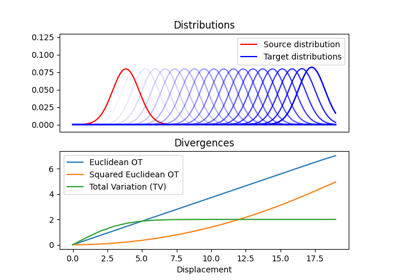 Distributions
0.125
0.100
0.075
0.050
0.025
0.000
Source distribution
Target distributions
Divergences
6
4
2
0
Euclidean OT
Squared Euclidean OT
Total Variation (TV)
0.0 2.5 5.0 7.5 10.0 12.5 15.0 17.5
Displacement